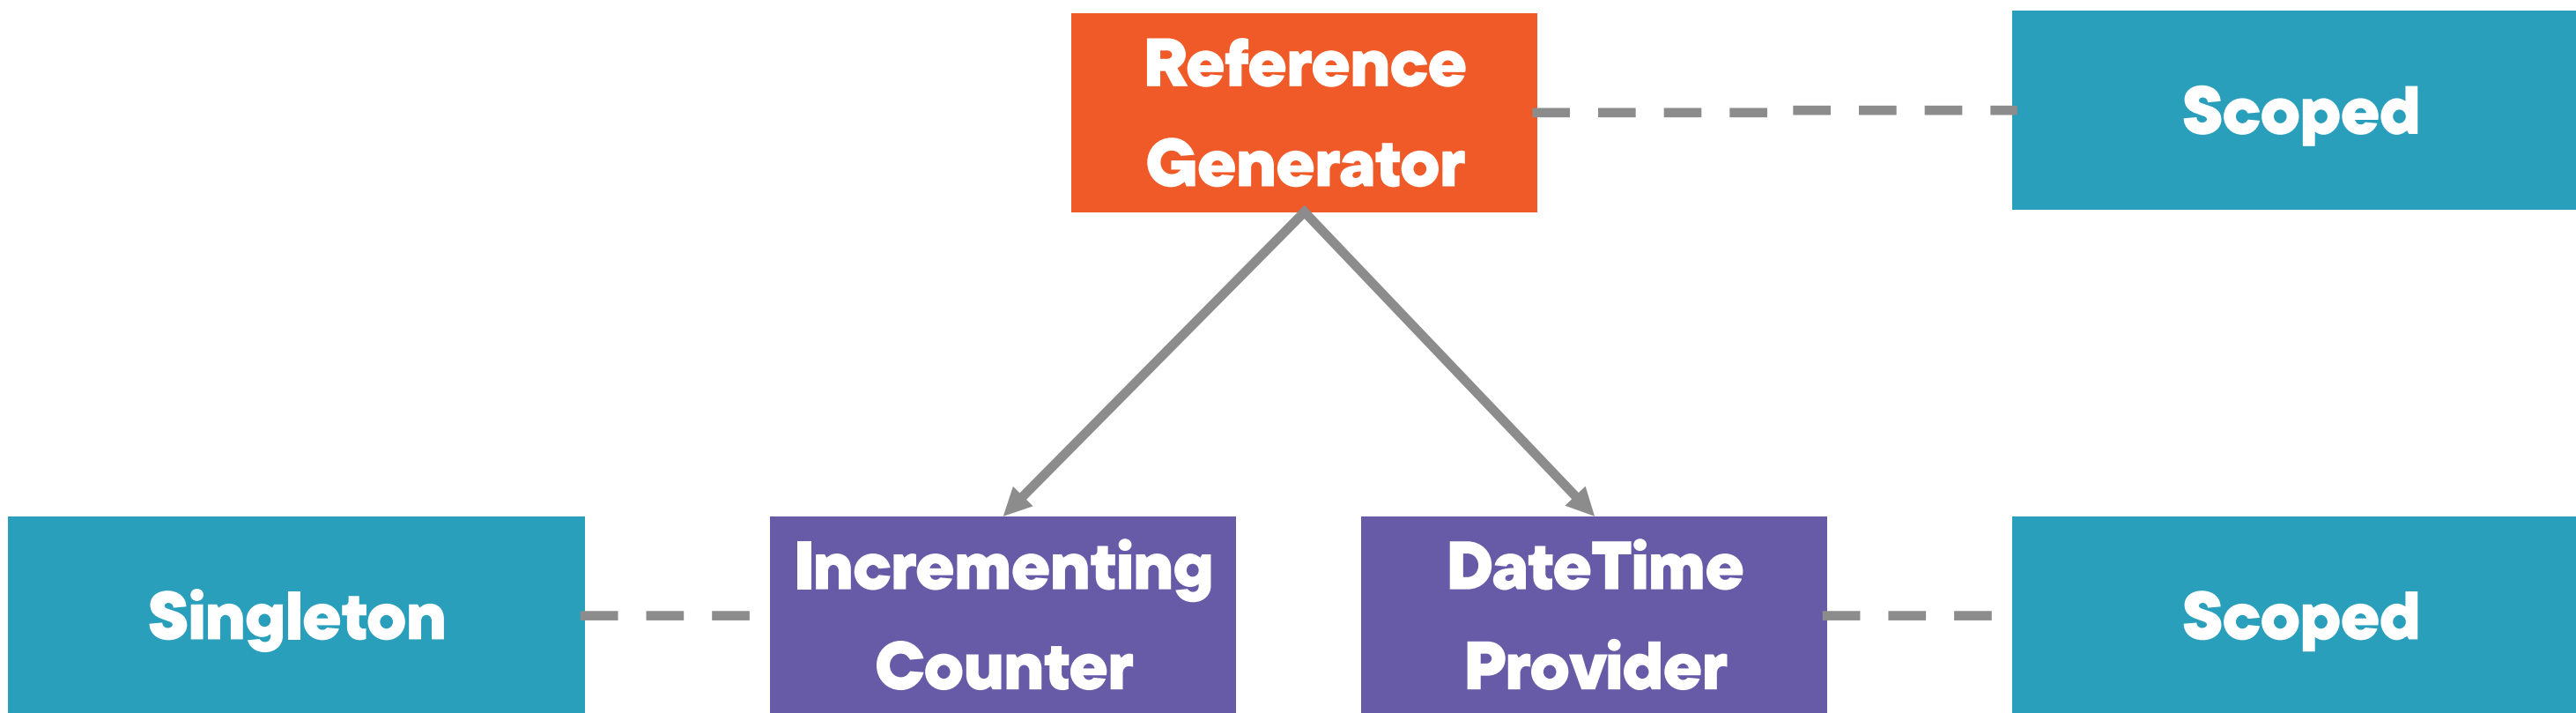 Reference
Generator
Scoped
Singleton
Incrementing
Counter
DateTime
Provider
Scoped